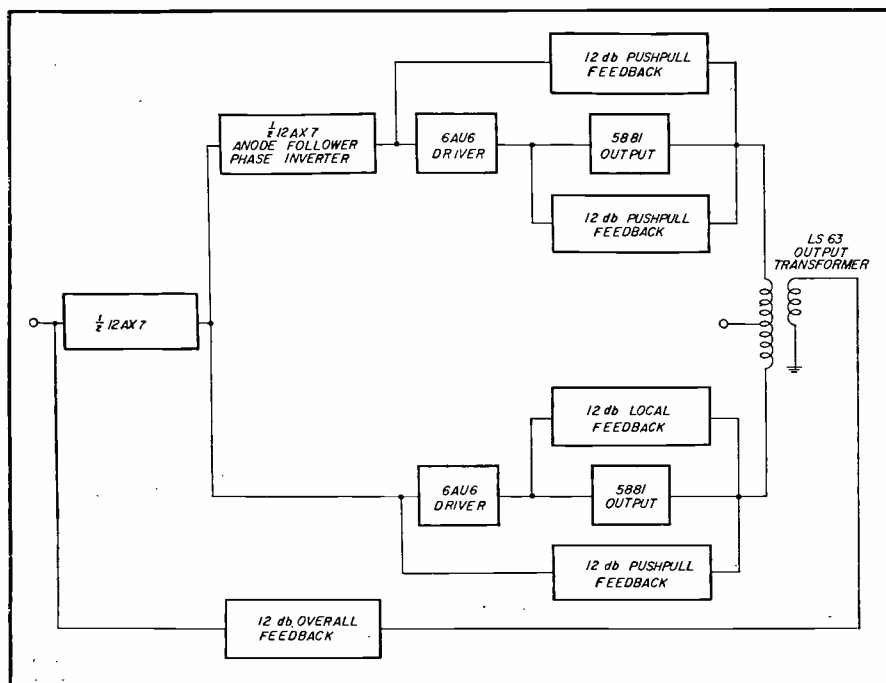 12 db PUSHPULL
FEEDBACK
1/2 12AX7
ANODE FOLLOWER
PHASE INVERTER
6AU6
DRIVER
5881
OUTPUT
12 db PUSHPULL
FEEDBACK
LS 63
OUTPUT
TRANSFORMER
1/2 12AX7
12 db LOCAL
FEEDBACK
6AU6
DRIVER
5881
OUTPUT
12 db PUSHPULL
FEEDBACK
12 db, OVERALL
FEEDBACK